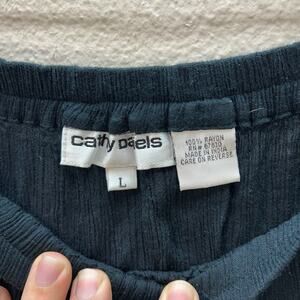 cathy daniels
L
100% RAYON
RN# 67810
MADE IN INDIA
CARE ON REVERSE